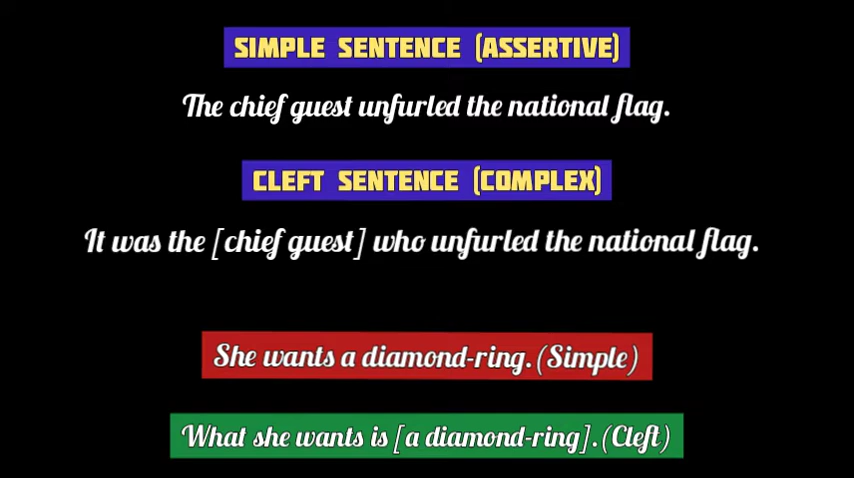 SIMPLE SENTENCE (ASSERTIVE)
The chief guest unfurled the national flag.
CLEFT SENTENCE (COMPLEX)
It was the [chief guest] who unfurled the national flag.
She wants a diamond-ring.(Simple)
What she wants is [a diamond-ring].(Cleft)